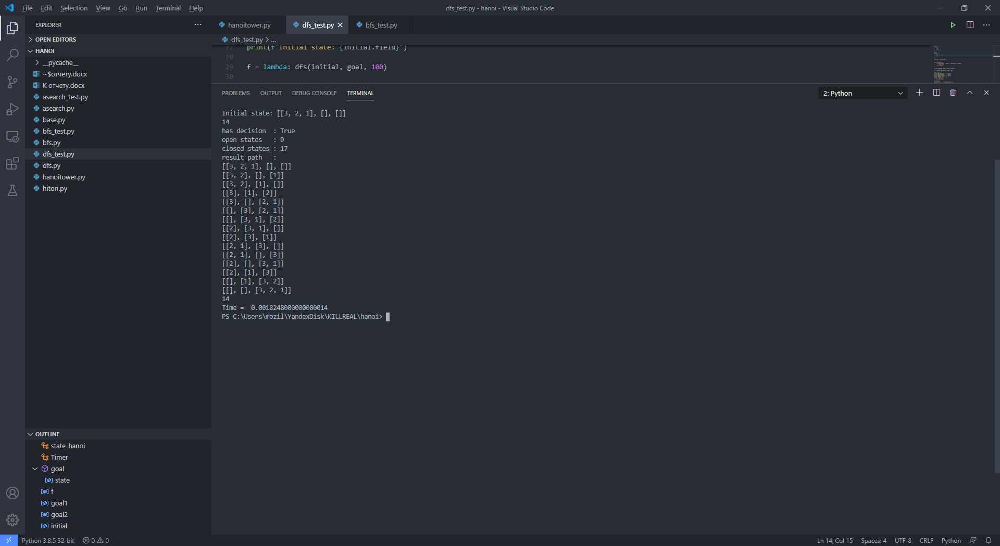 File Edit Selection View Go Run Terminal Help
dfs_test.py - hanoi - Visual Studio Code
EXPLORER
OPEN EDITORS
HANOI
__pycache__
~$отчету.docx
К отчету.docx
asearch_test.py
asearch.py
base.py
bfs_test.py
bfs.py
dfs_test.py
dfs.py
hanoitower.py
hitori.py
OUTLINE
state_hanoi
Timer
goal
state
f
goal1
goal2
initial
hanoitower.py dfs_test.py bfs_test.py
dfs_test.py > ...
27 print(f"Initial state: {initial.field}")
28
29 f = lambda: dfs(initial, goal, 100)
30
PROBLEMS OUTPUT DEBUG CONSOLE TERMINAL
2: Python
Initial state: [[3, 2, 1], [], []]
14
has decision : True
open states : 9
closed states : 17
result path :
[[3, 2, 1], [], []]
[[3, 2], [], [1]]
[[3, 2], [1], []]
[[3], [1], [2]]
[[3], [], [2, 1]]
[[], [3], [2, 1]]
[[], [3, 1], [2]]
[[2], [3, 1], []]
[[2], [3], [1]]
[[2, 1], [3], []]
[[2, 1], [], [3]]
[[2], [], [3, 1]]
[[2], [1], [3]]
[[], [1], [3, 2]]
[[], [], [3, 2, 1]]
14
Time = 0.0018248000000000014
PS C:\Users\mozil\YandexDisk\KILLREAL\hanoi>
Python 3.8.5 32-bit 0 0
Ln 14, Col 15 Spaces: 4 UTF-8 CRLF Python